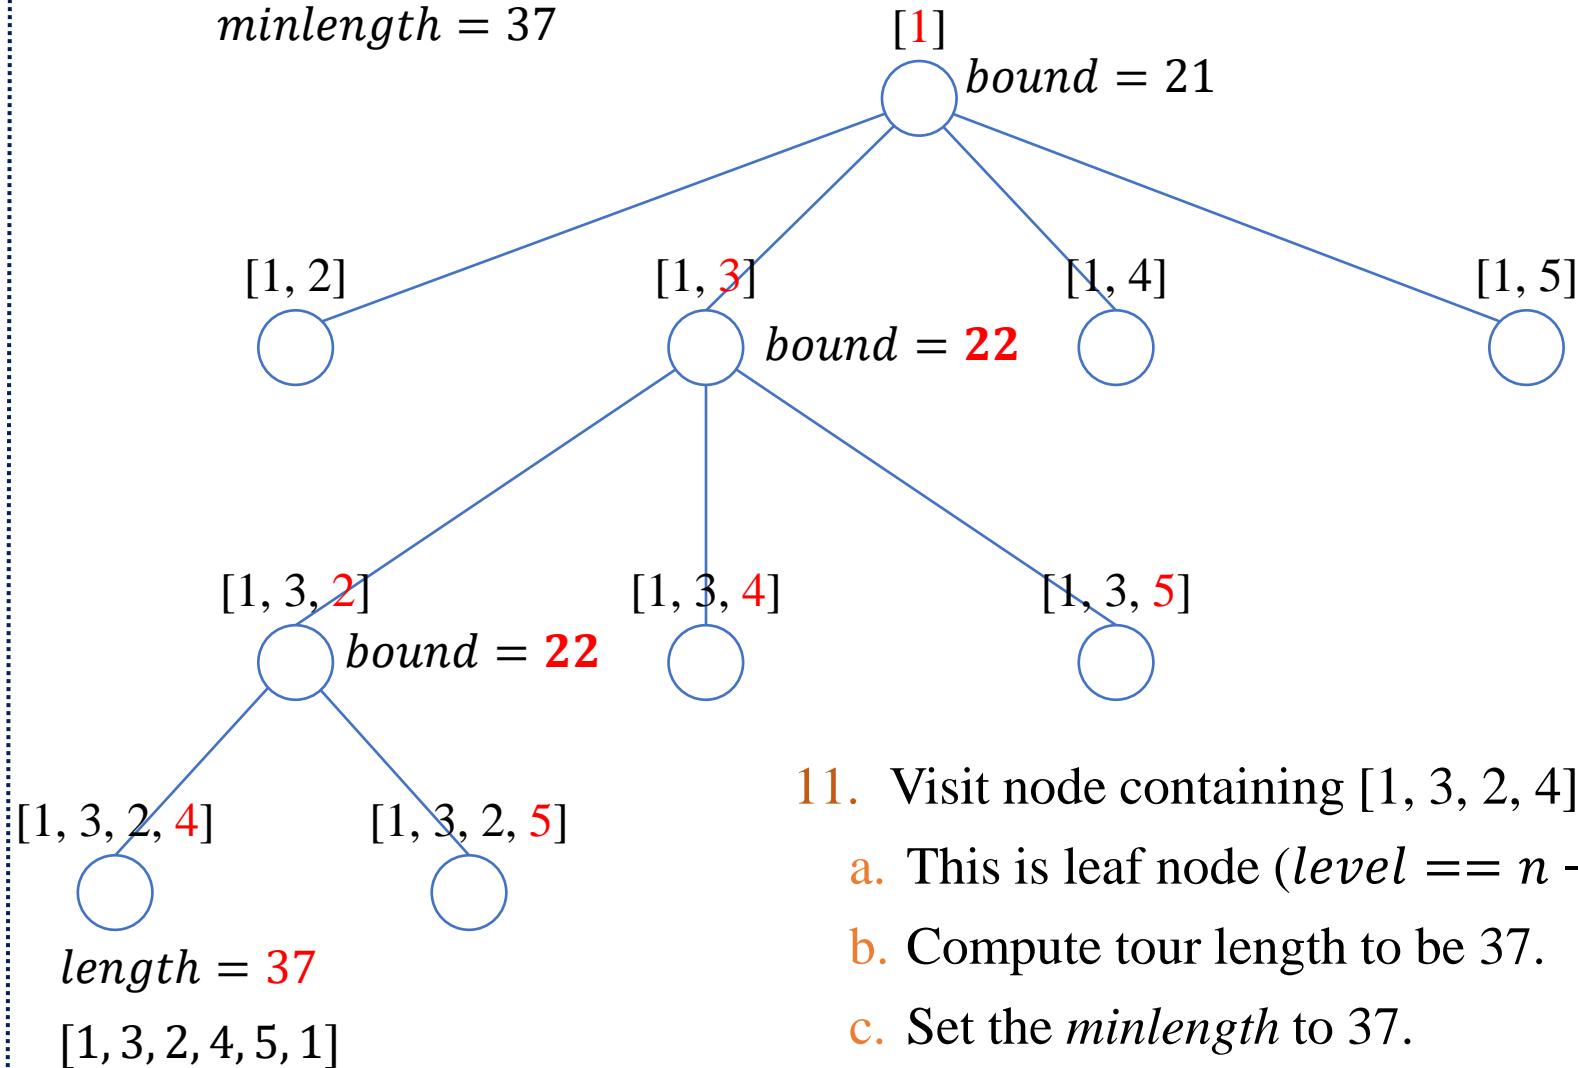 minlength = 37
[1]
bound = 21
[1, 2]
[1, 3]
[1, 4]
[1, 5]
bound = 22
[1, 3, 2]
[1, 3, 4]
[1, 3, 5]
bound = 22
[1, 3, 2, 4]
[1, 3, 2, 5]
length = 37
[1, 3, 2, 4, 5, 1]
11. Visit node containing [1, 3, 2, 4]
a. This is leaf node (level == n -
b. Compute tour length to be 37.
c. Set the minlength to 37.